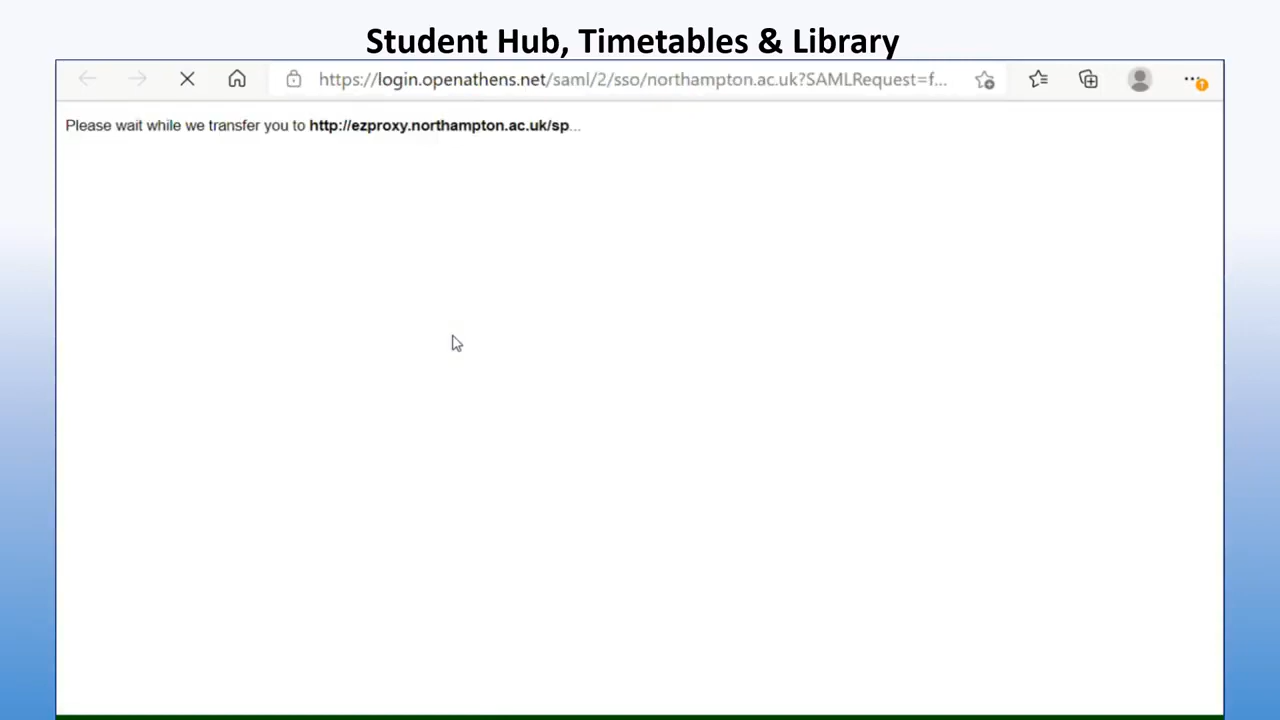 Student Hub, Timetables & Library
https://login.openathens.net/saml/2/sso/northampton.ac.uk?SAMLRequest=f...
Please wait while we transfer you to http://ezproxy.northampton.ac.uk/sp...